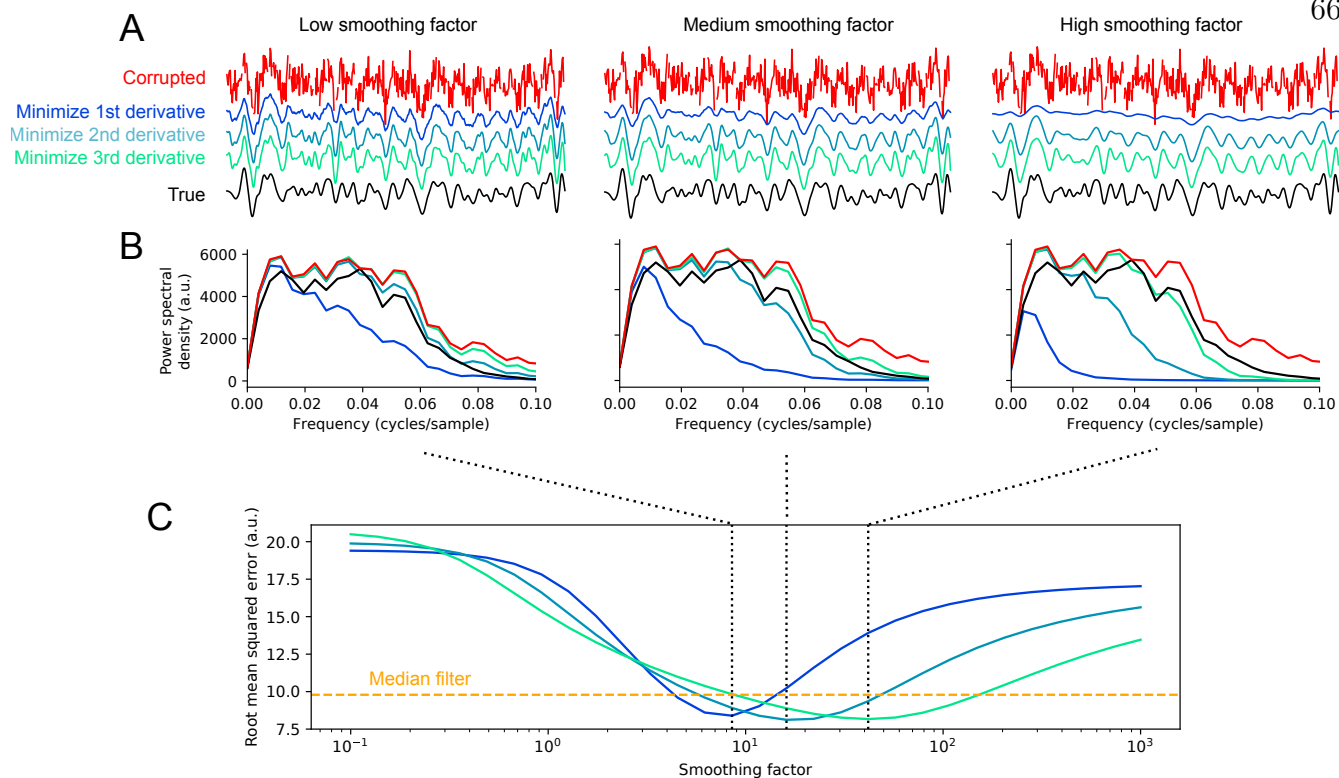 66
A
Low smoothing factor
Medium smoothing factor
High smoothing factor
Corrupted
Minimize 1st derivative
Minimize 2nd derivative
Minimize 3rd derivative
True
B
Power spectral
density (a.u.)
6000
4000
2000
0
0.00 0.02 0.04 0.06 0.08 0.10
Frequency (cycles/sample)
0.00 0.02 0.04 0.06 0.08 0.10
Frequency (cycles/sample)
0.00 0.02 0.04 0.06 0.08 0.10
Frequency (cycles/sample)
C
Root mean squared error (a.u.)
20.0
17.5
15.0
12.5
10.0
7.5
Median filter
10⁻¹ 10⁰ 10¹ 10² 10³
Smoothing factor